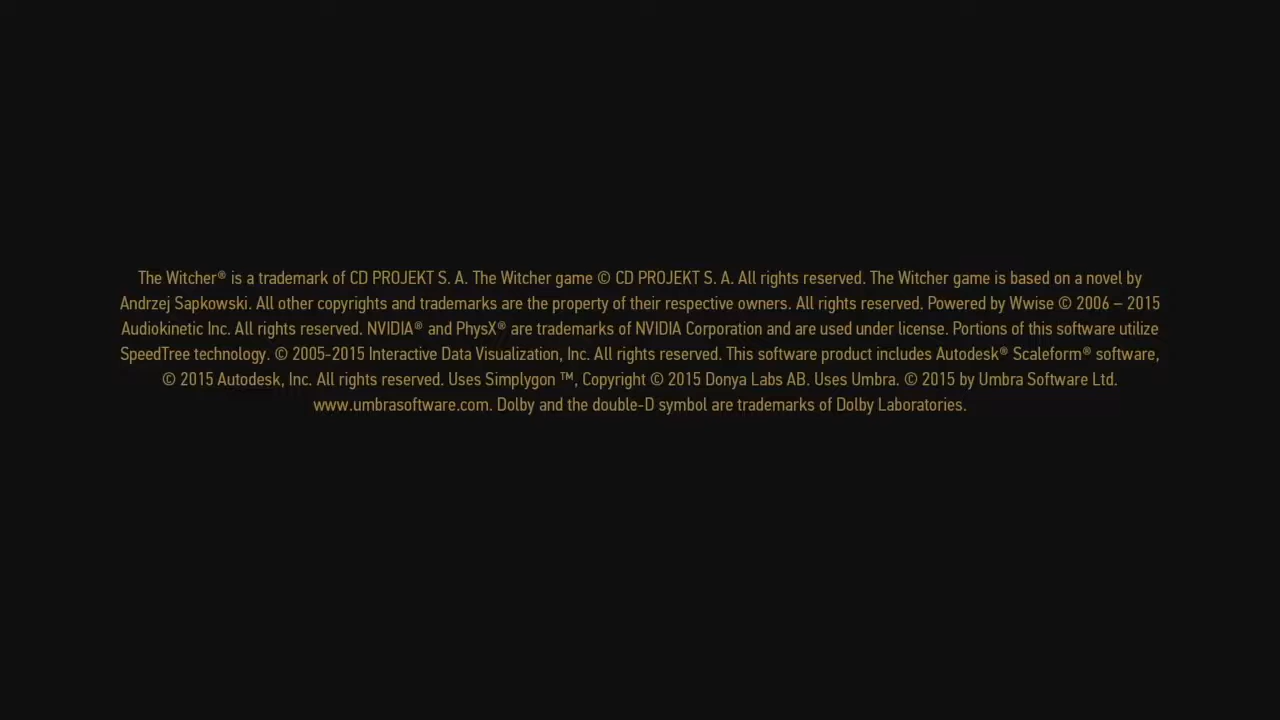 The Witcher® is a trademark of CD PROJEKT S. A. The Witcher game © CD PROJEKT S. A. All rights reserved. The Witcher game is based on a novel by
Andrzej Sapkowski. All other copyrights and trademarks are the property of their respective owners. All rights reserved. Powered by Wwise © 2006 – 2015
Audiokinetic Inc. All rights reserved. NVIDIA® and PhysX® are trademarks of NVIDIA Corporation and are used under license. Portions of this software utilize
SpeedTree technology. © 2005-2015 Interactive Data Visualization, Inc. All rights reserved. This software product includes Autodesk® Scaleform® software,
© 2015 Autodesk, Inc. All rights reserved. Uses Simplygon ™, Copyright © 2015 Donya Labs AB. Uses Umbra. © 2015 by Umbra Software Ltd.
www.umbrasoftware.com. Dolby and the double-D symbol are trademarks of Dolby Laboratories.